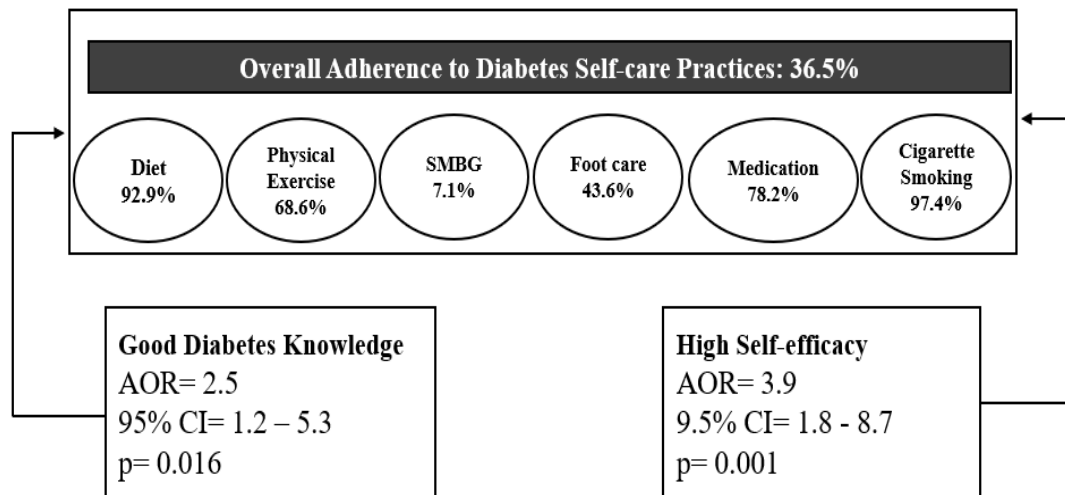 Overall Adherence to Diabetes Self-care Practices: 36.5%
Diet
92.9%
Physical
Exercise
68.6%
SMBG
7.1%
Foot care
43.6%
Medication
78.2%
Cigarette
Smoking
97.4%
Good Diabetes Knowledge
AOR= 2.5
95% CI= 1.2 – 5.3
p= 0.016
High Self-efficacy
AOR= 3.9
9.5% CI= 1.8 - 8.7
p= 0.001